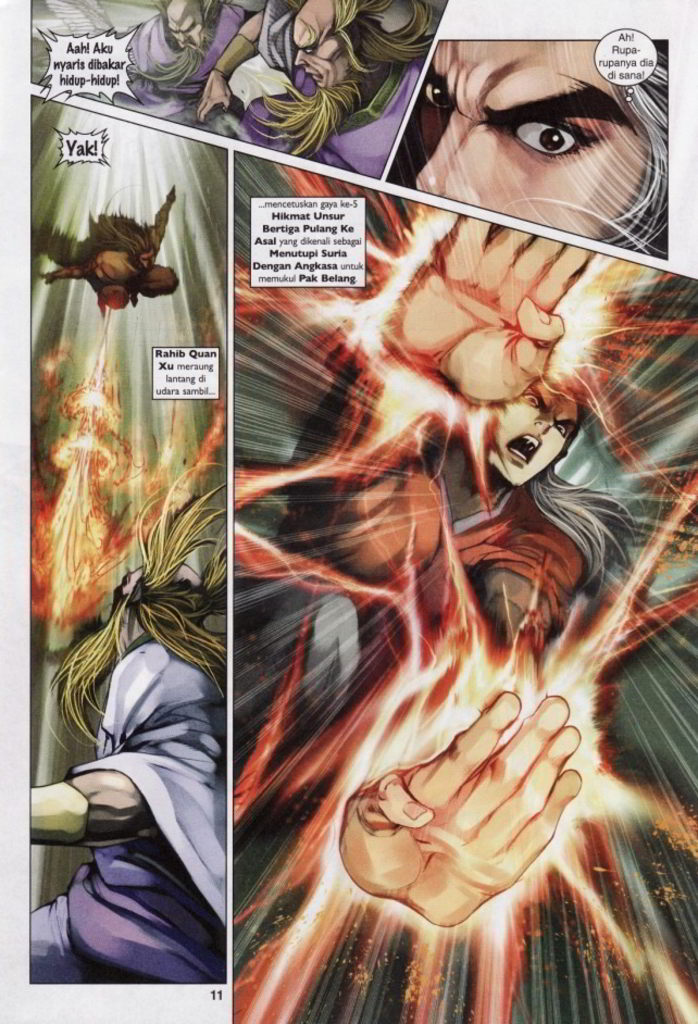 Aah! Aku
nyaris dibakar
hidup-hidup!
Ah!
Rupa-
rupanya dia
di sana!
Yak!
Rahib Quan
Xu meraung
lantang di
udara sambil...
...mencetuskan gaya ke-5
Hikmat Unsur
Bertiga Pulang Ke
Asal yang dikenali sebagai
Menutupi Suria
Dengan Angkasa untuk
memukul Pak Belang.
11